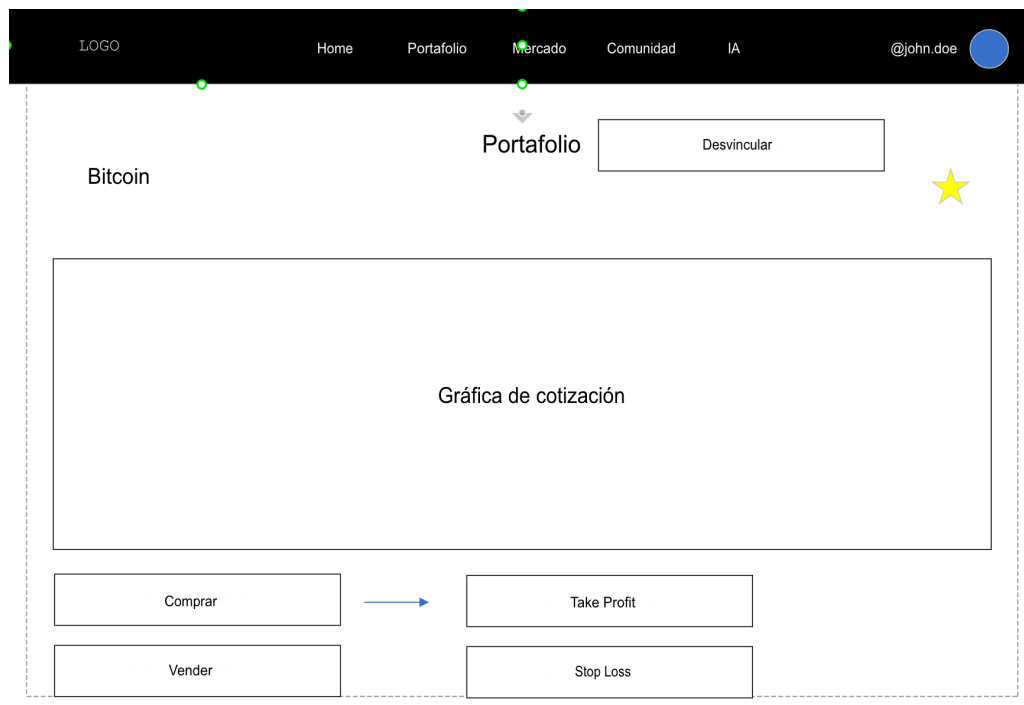 LOGO
Home
Portafolio
Mercado
Comunidad
IA
@john.doe
Portafolio
Desvincular
Bitcoin
Gráfica de cotización
Comprar
Take Profit
Vender
Stop Loss